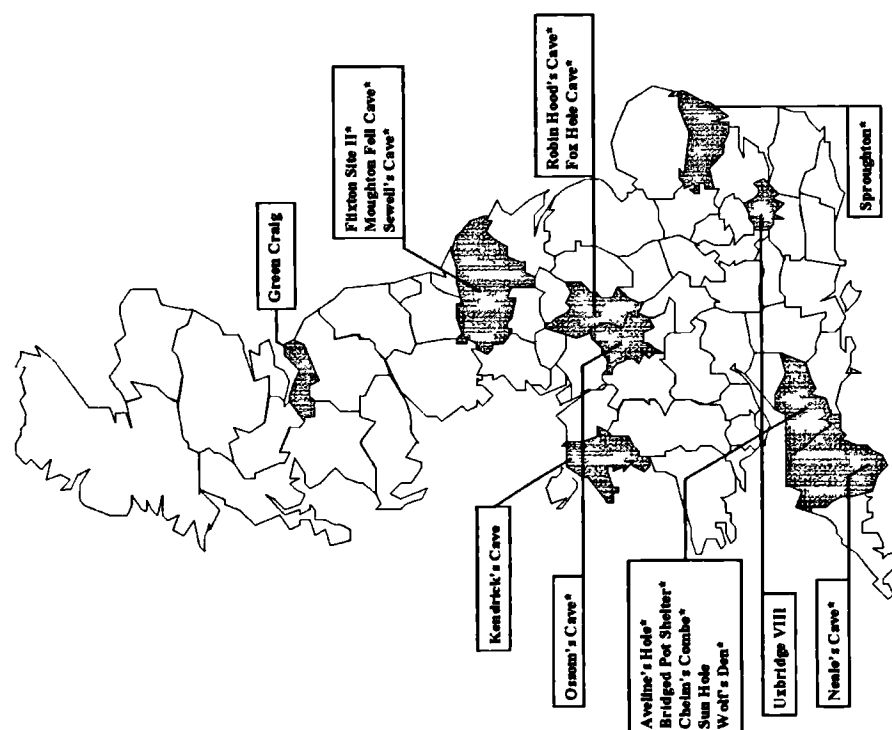 Green Craig
Flixton Site II*
Moughton Fell Cave*
Sewell's Cave*
Robin Hood's Cave*
Fox Hole Cave*
Kendrick's Cave
Ossom's Cave*
Aveline's Hole*
Bridged Pot Shelter*
Chelm's Combe*
Sun Hole
Wolf's Den*
Uxbridge VIII
Neale's Cave*
Sproughton*